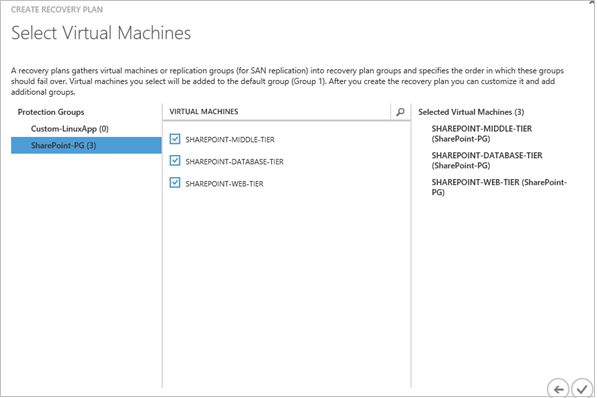 CREATE RECOVERY PLAN
Select Virtual Machines
A recovery plans gathers virtual machines or replication groups (for SAN replication) into recovery plan groups and specifies the order in which these groups
should fail over. Virtual machines you select will be added to the default group (Group 1). After you create the recovery plan you can customize it and add
additional groups.
Protection Groups
Custom-LinuxApp (0)
SharePoint-PG (3)
VIRTUAL MACHINES
SHAREPOINT-MIDDLE-TIER
SHAREPOINT-DATABASE-TIER
SHAREPOINT-WEB-TIER
Selected Virtual Machines (3)
SHAREPOINT-MIDDLE-TIER
(SharePoint-PG)
SHAREPOINT-DATABASE-TIER
(SharePoint-PG)
SHAREPOINT-WEB-TIER (SharePoint-
PG)